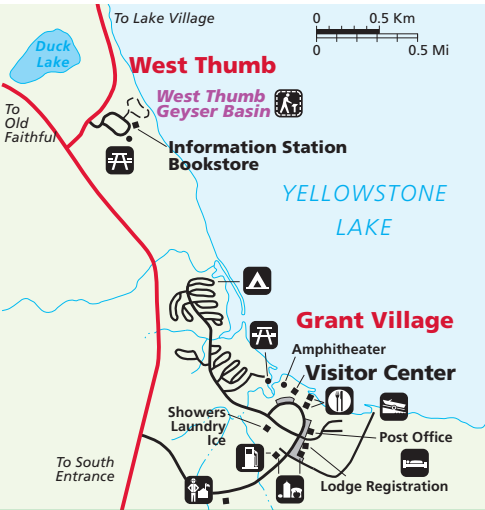 To Lake Village
0 0.5 Km
0 0.5 Mi
Duck
Lake
West Thumb
West Thumb
Geyser Basin
To
Old
Faithful
Information Station
Bookstore
YELLOWSTONE
LAKE
Grant Village
Amphitheater
Visitor Center
Showers
Laundry
Ice
Post Office
To South
Entrance
Lodge Registration